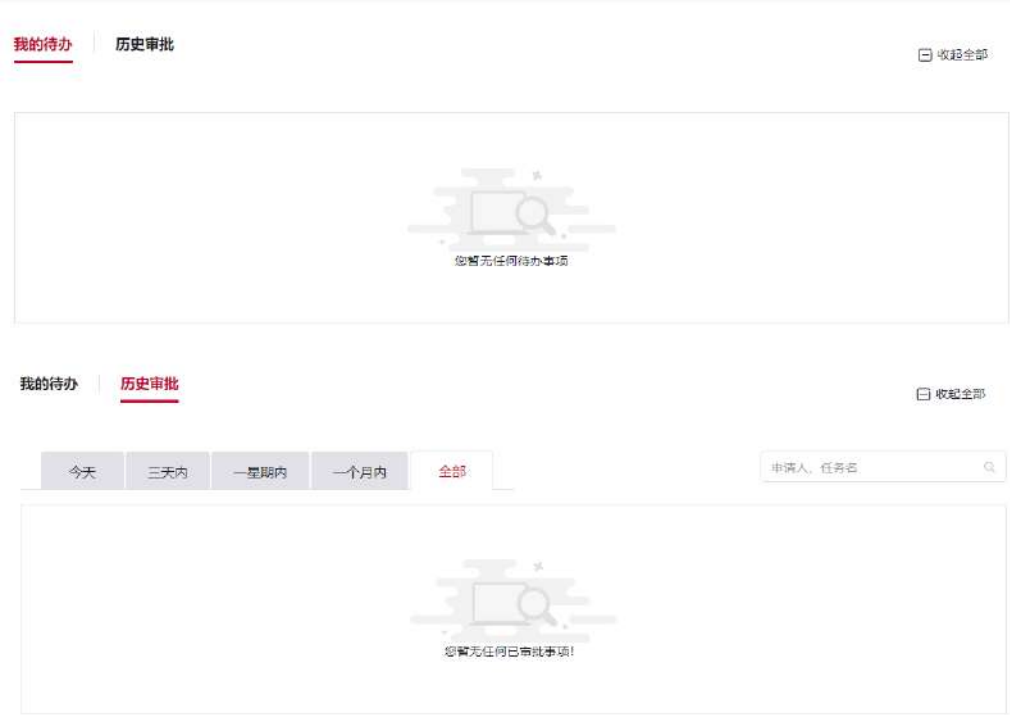 我的待办 历史审批
收起全部
您暂无任何待办事项
我的待办 历史审批
收起全部
今天 三天内 一星期内 一个月内 全部 申请人、任务名
您暂无任何已审批事项!